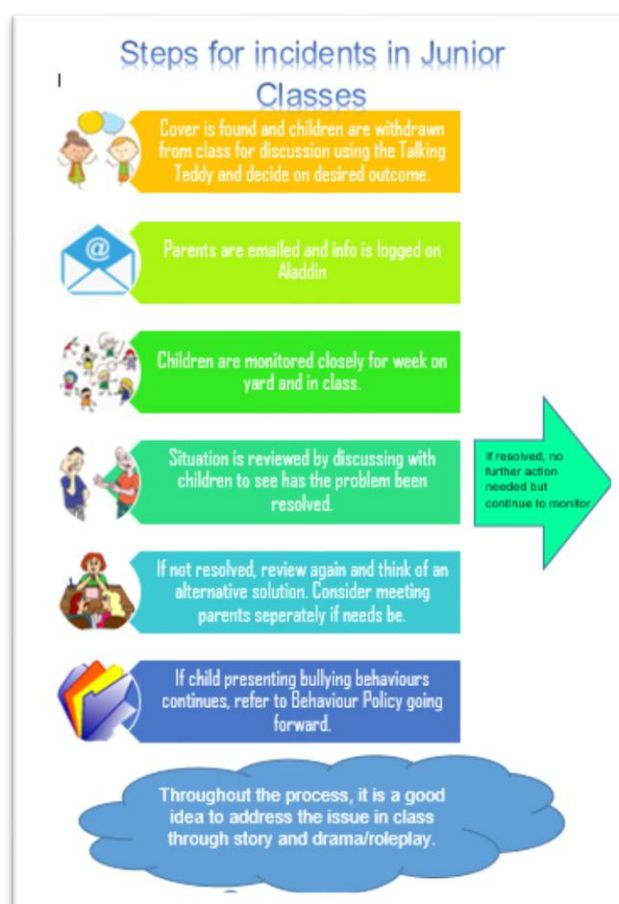 Steps for incidents in Junior
Classes
Cover is found and children are withdrawn
from class for discussion using the Talking
Teddy and decide on desired outcome.
@
Parents are emailed and info is logged on
Aladdin
Children are monitored closely for week on
yard and in class.
Situation is reviewed by discussing with
children to see has the problem been
resolved.
If resolved, no
further action
needed but
continue to monitor
If not resolved, review again and think of an
alternative solution. Consider meeting
parents seperately if needs be.
If child presenting bullying behaviours
continues, refer to Behaviour Policy going
forward.
Throughout the process, it is a good
idea to address the issue in class
through story and drama/roleplay.